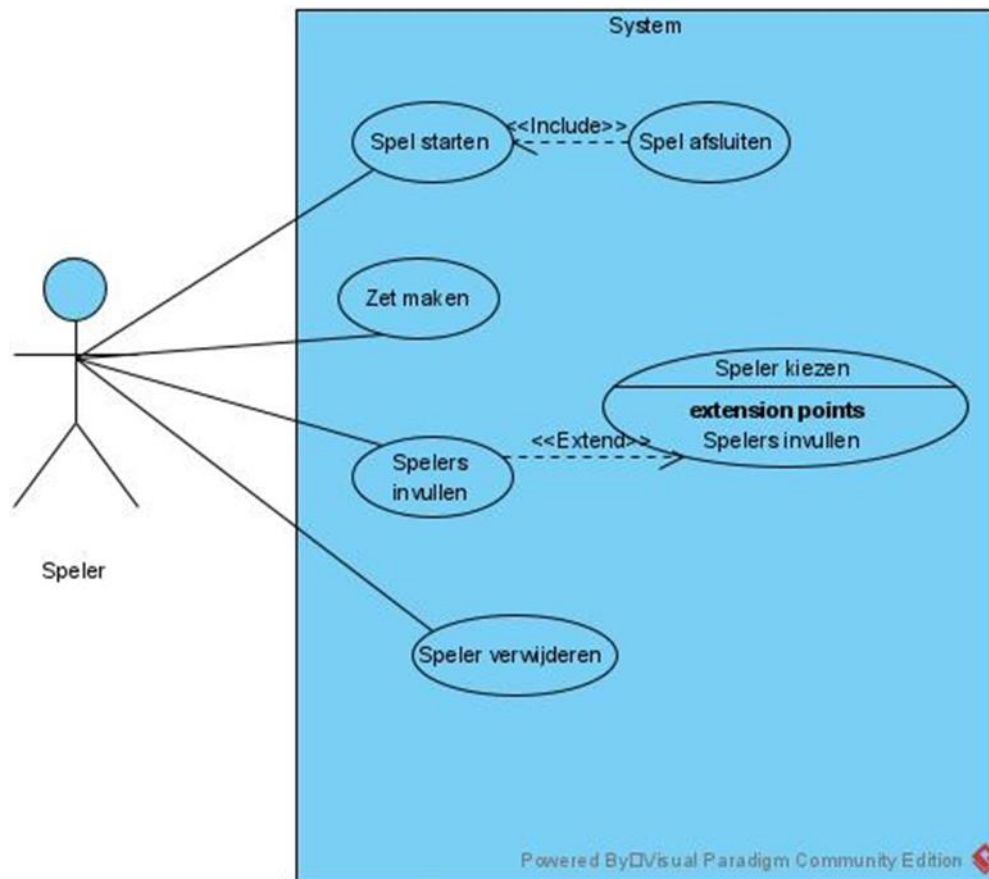 System
Spel starten
<<Include>>
Spel afsluiten
Zet maken
Speler kiezen
extension points
Spelers invullen
<<Extend>>
Spelers
invullen
Speler
Speler verwijderen
Powered By□Visual Paradigm Community Edition